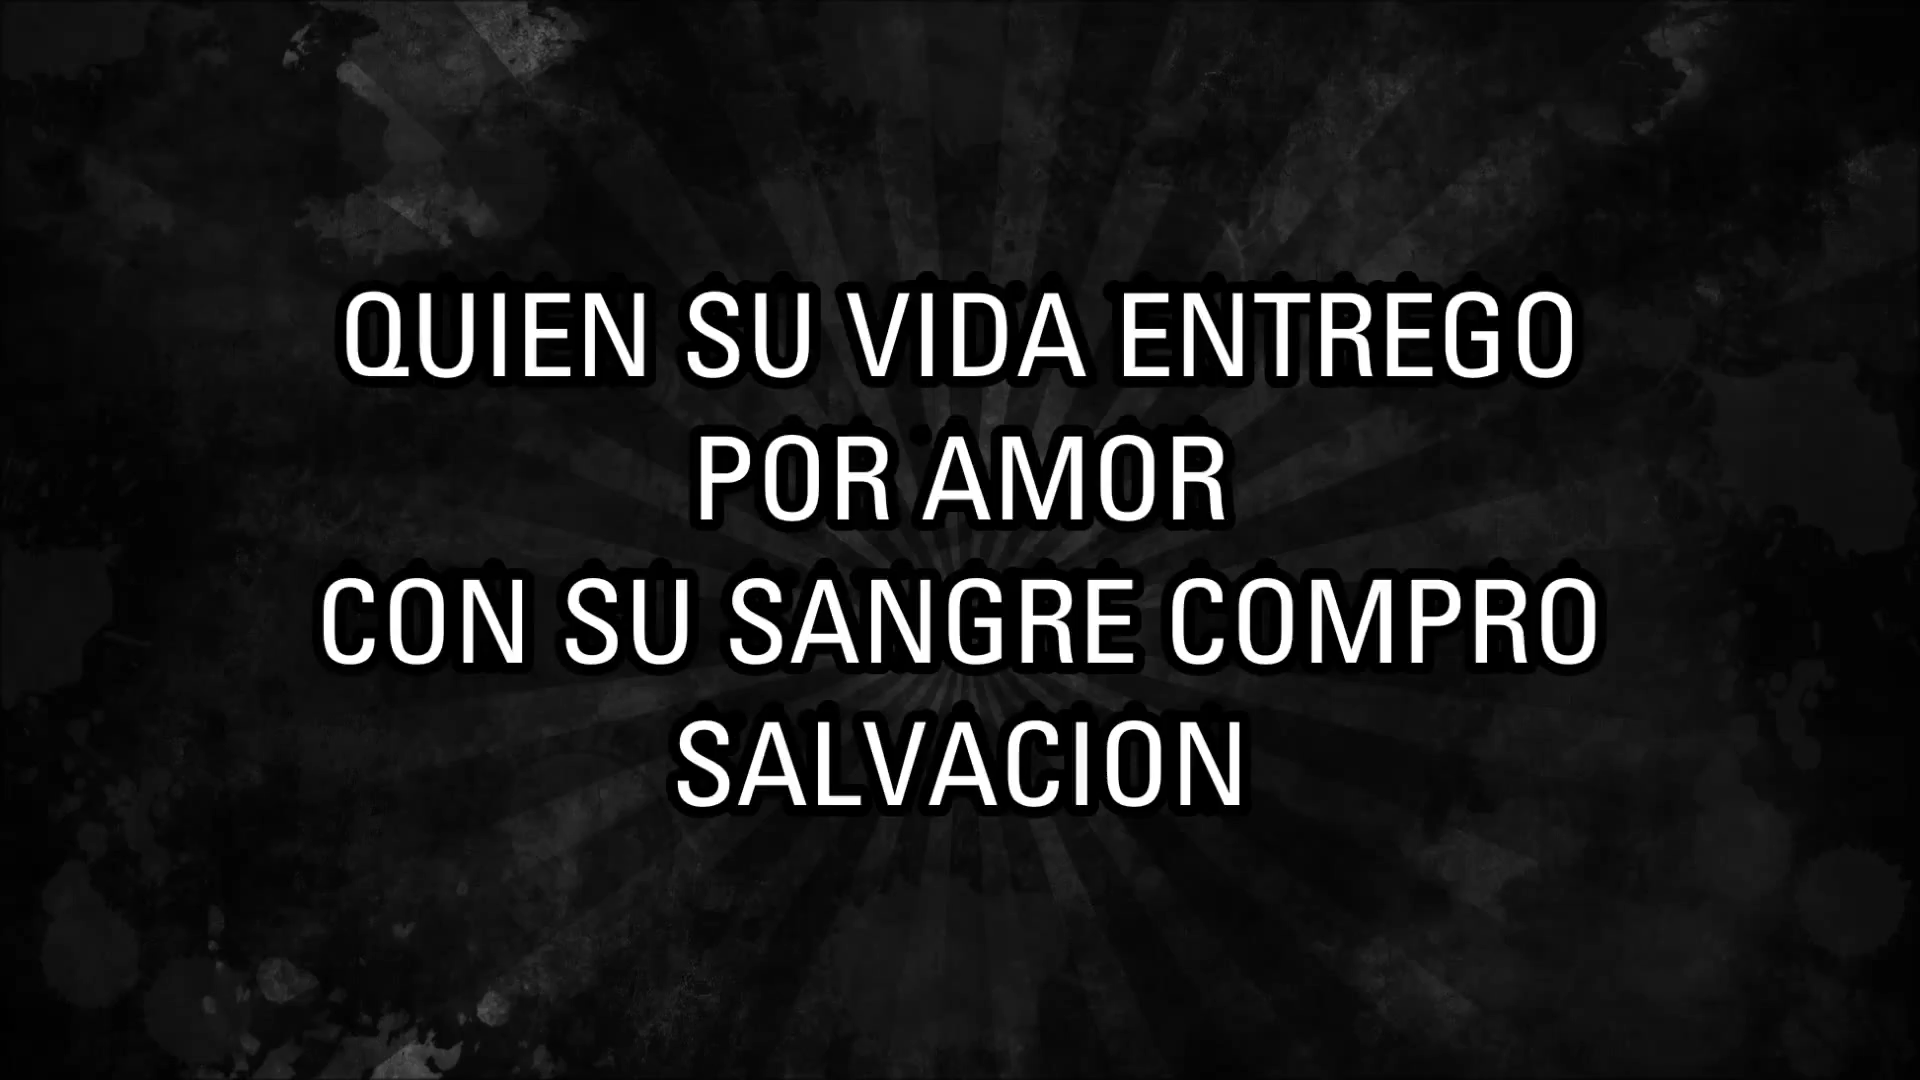 QUIEN SU VIDA ENTREGO
POR AMOR
CON SU SANGRE COMPRO
SALVACION